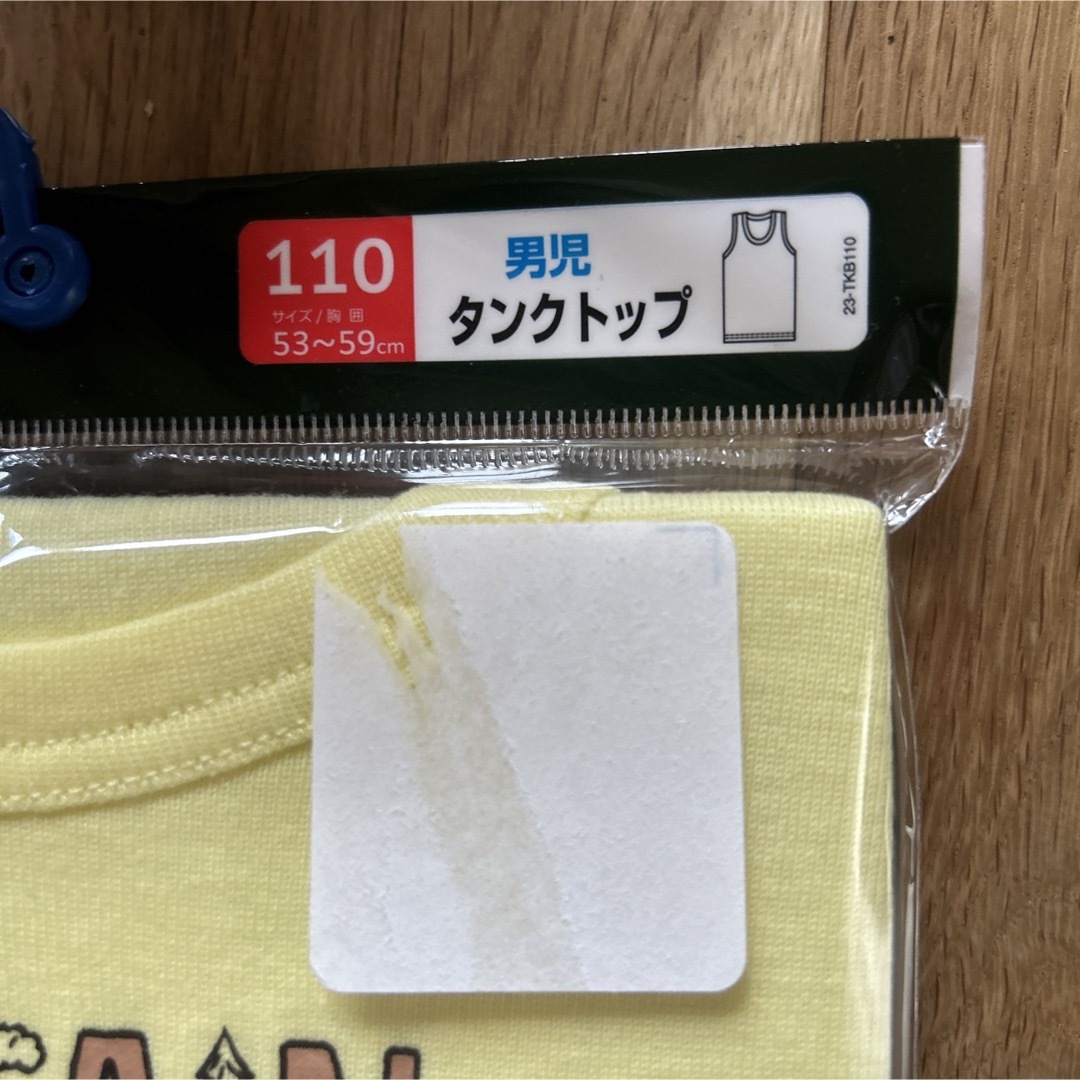 110
サイズ/胸囲
53~59cm
男児
タンクトップ
23-TKB110